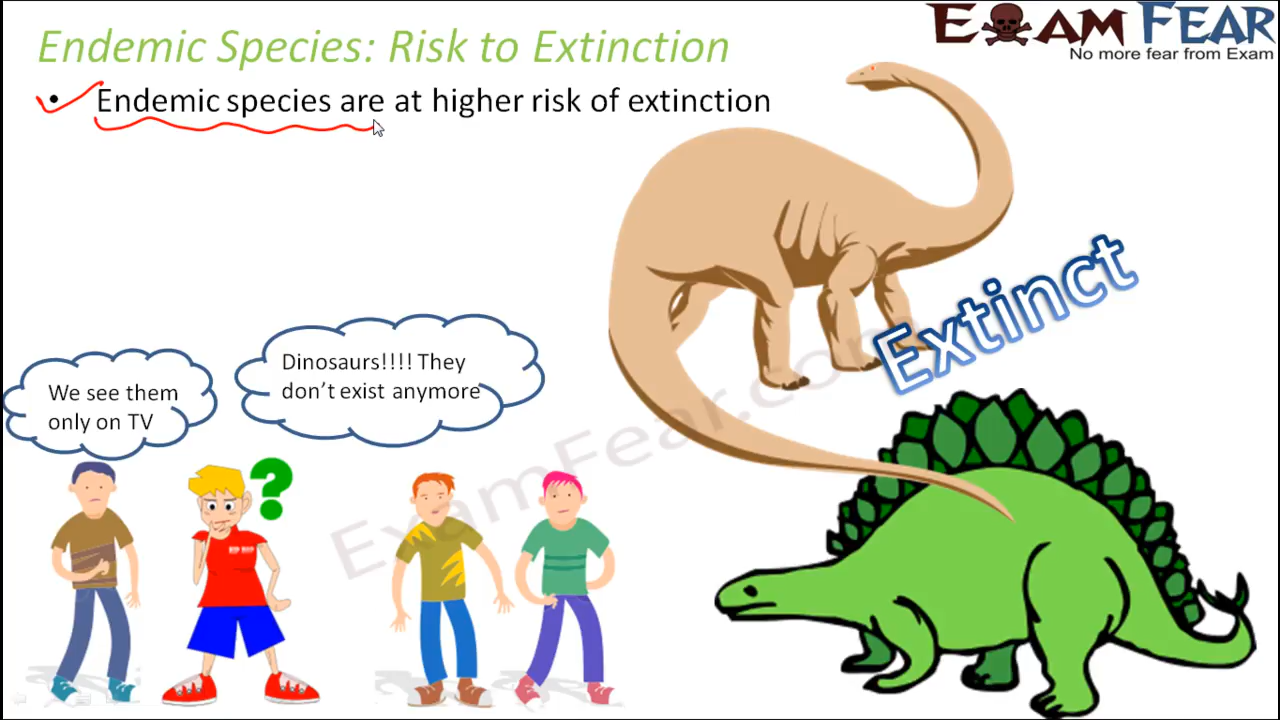 Endemic Species: Risk to Extinction
EXAM FEAR
No more fear from Exam
• Endemic species are at higher risk of extinction
Extinct
Dinosaurs!!!! They
don't exist anymore
We see them
only on TV
?
ExamFear.com